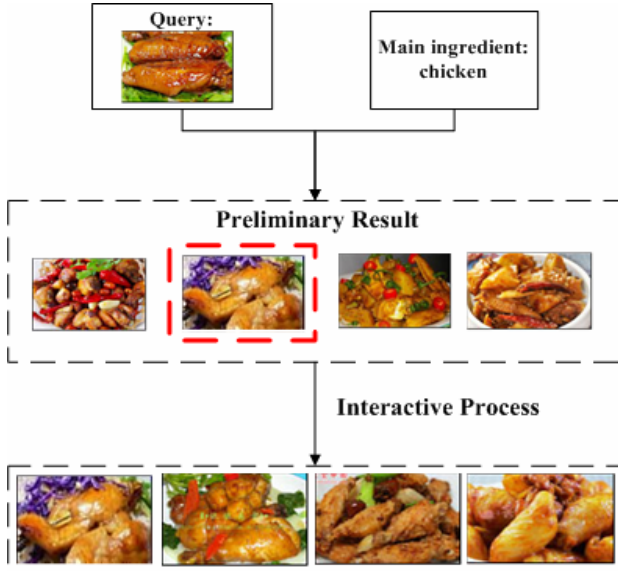 Query:
Main ingredient:
chicken
Preliminary Result
Interactive Process